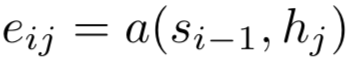 e_{ij} = a(s_{i-1}, h_j)